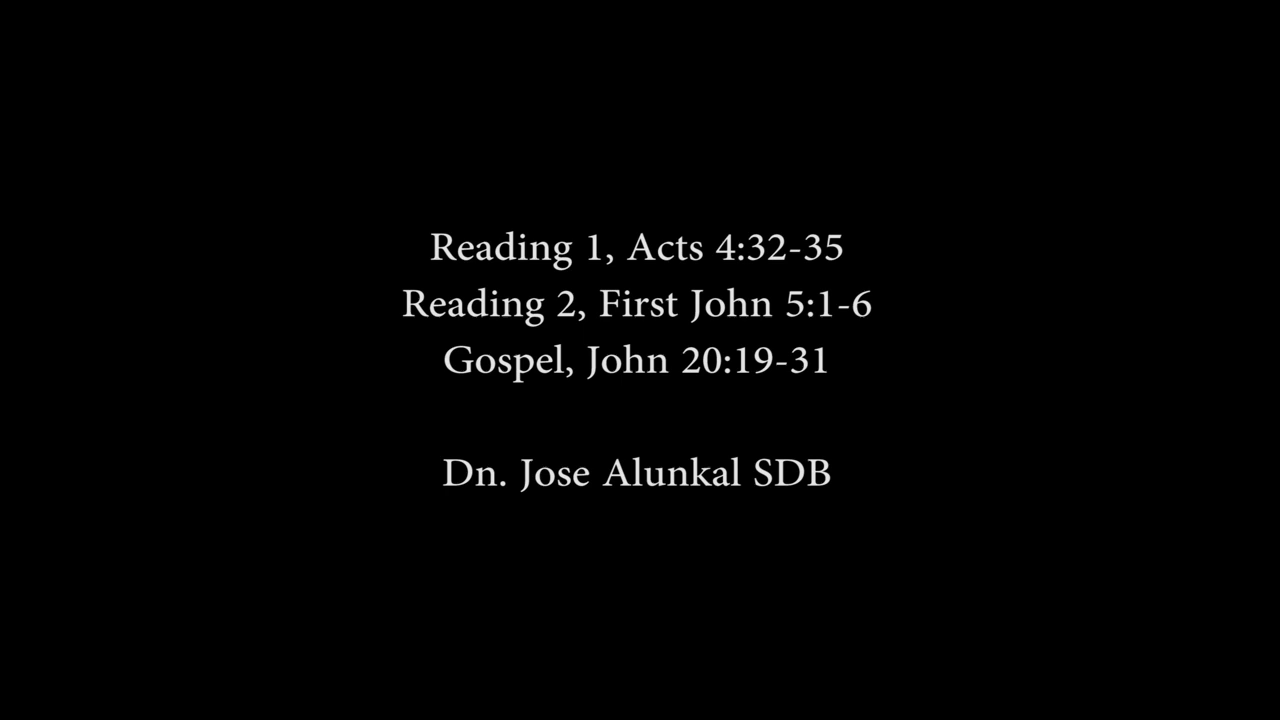 Reading 1, Acts 4:32-35
Reading 2, First John 5:1-6
Gospel, John 20:19-31
Dn. Jose Alunkal SDB